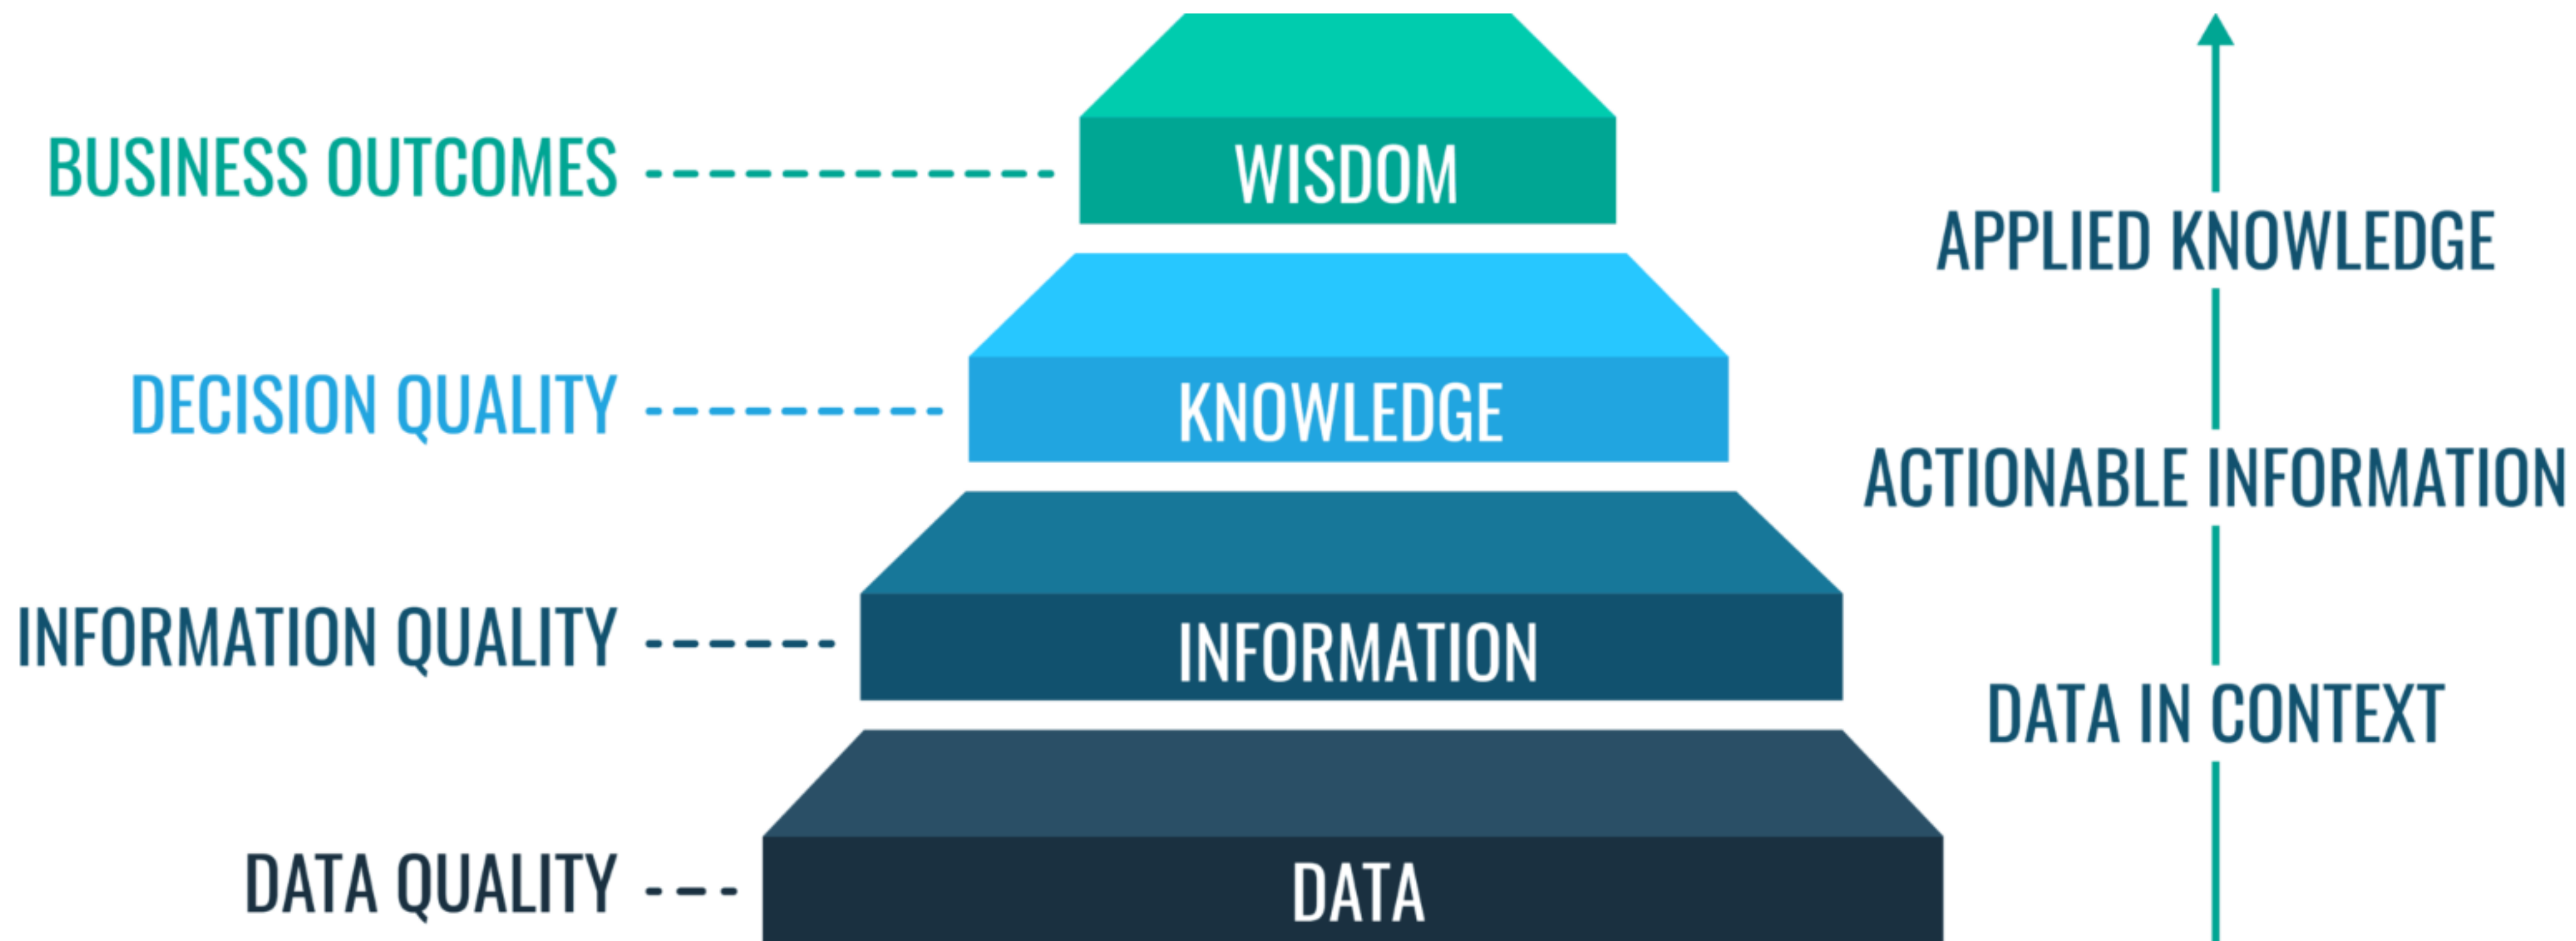 BUSINESS OUTCOMES
WISDOM
APPLIED KNOWLEDGE
DECISION QUALITY
KNOWLEDGE
ACTIONABLE INFORMATION
INFORMATION QUALITY
INFORMATION
DATA IN CONTEXT
DATA QUALITY
DATA